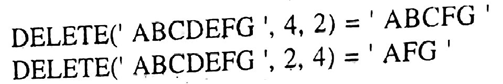 DELETE(' ABCDEFG ', 4, 2) = ' ABCFG '
DELETE(' ABCDEFG ', 2, 4) = ' AFG '